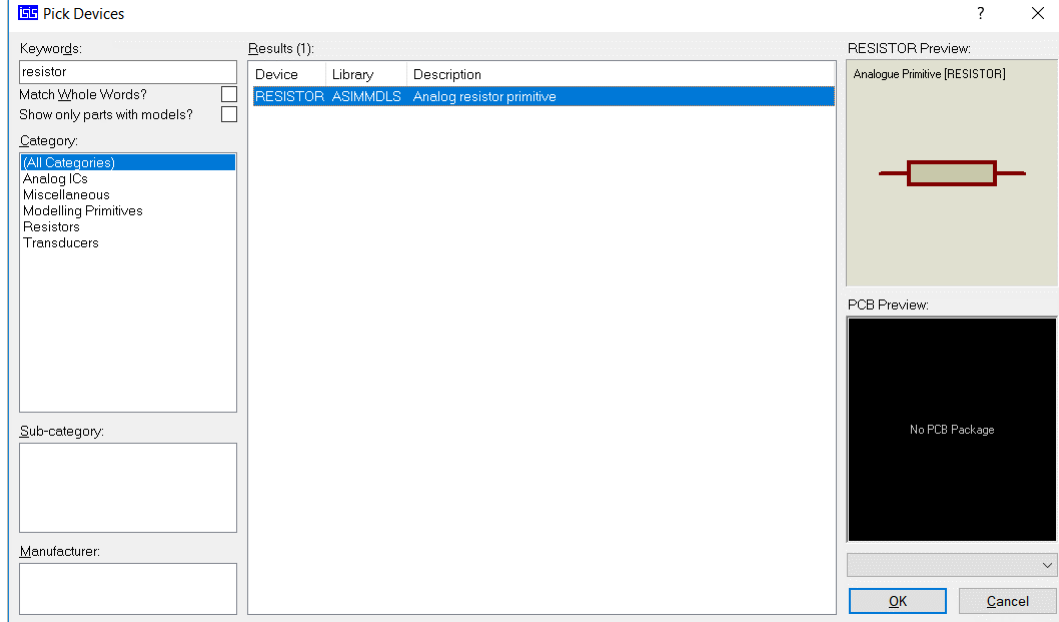 ISIS Pick Devices
?
Keywords:
resistor
Match Whole Words?
Show only parts with models?
Category:
(All Categories)
Analog ICs
Miscellaneous
Modelling Primitives
Resistors
Transducers
Sub-category:
Manufacturer:
Results (1):
Device Library Description
RESISTOR ASIMMDLS Analog resistor primitive
RESISTOR Preview:
Analogue Primitive [RESISTOR]
PCB Preview:
No PCB Package
OK Cancel